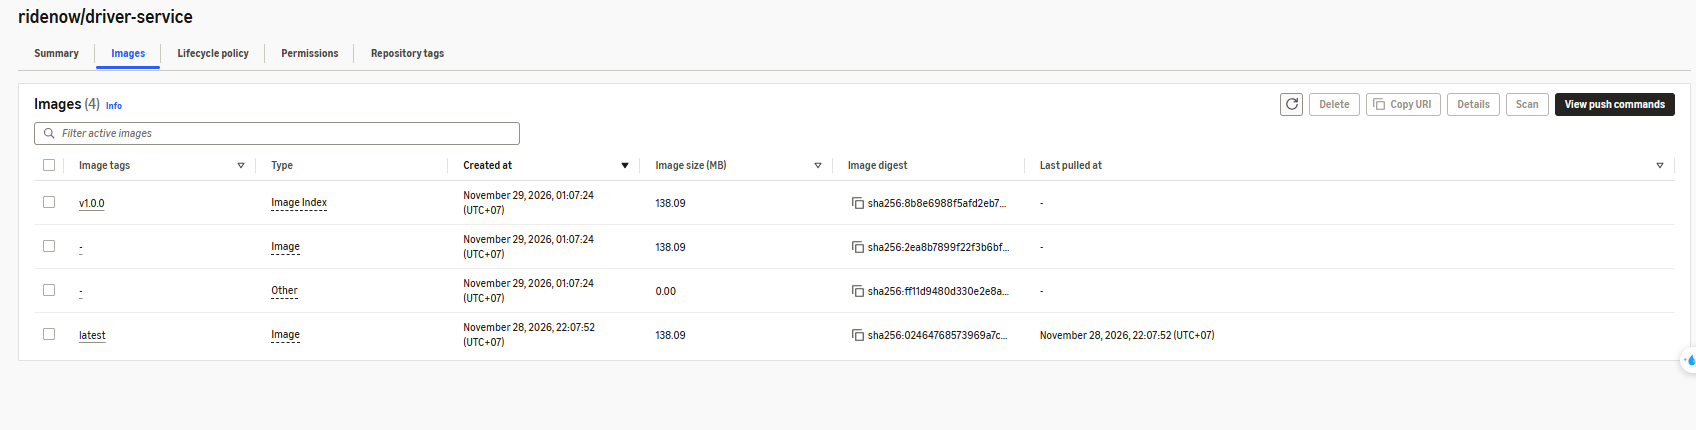 ridenow/driver-service
Summary Images Lifecycle policy Permissions Repository tags
Images (4) Info
Delete Copy URI Details Scan View push commands
Filter active images
Image tags Type Created at Image size (MB) Image digest Last pulled at
v1.0.0 Image Index November 29, 2026, 01:07:24 (UTC+07) 138.09 sha256:8b8e6988f5afd2eb7... -
- Image November 29, 2026, 01:07:24 (UTC+07) 138.09 sha256:2ea8b7899f22f3b6bf... -
- Other November 29, 2026, 01:07:24 (UTC+07) 0.00 sha256:ff11d9480d330e2e8a... -
latest Image November 28, 2026, 22:07:52 (UTC+07) 138.09 sha256:02464768573969a7c... November 28, 2026, 22:07:52 (UTC+07)